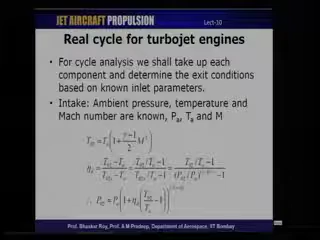 JET AIRCRAFT PROPULSION
Lect-10
Real cycle for turbojet engines
• For cycle analysis we shall take up each
component and determine the exit conditions
based on known inlet parameters.
• Intake: Ambient pressure, temperature and
Mach number are known, Pa, Ta and M
Prof. Bhaskar Roy, Prof. A M Pradeep, Department of Aerospace, IIT Bombay